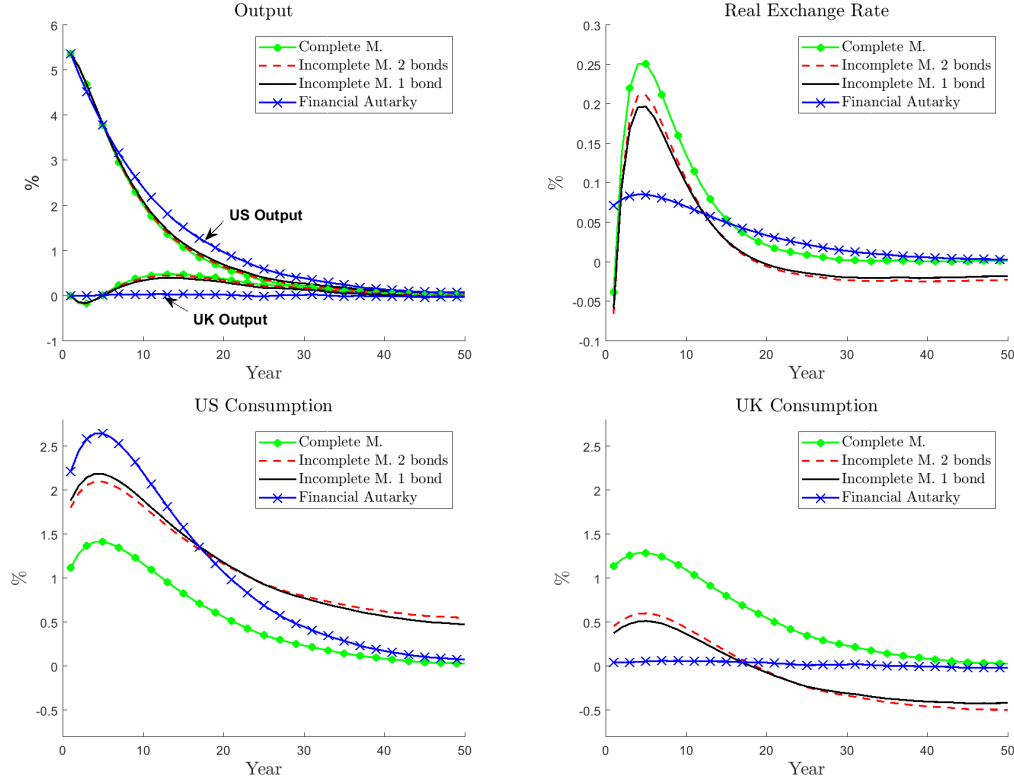 Output
6
5
4
3
2
1
0
-1
%
Complete M.
Incomplete M. 2 bonds
Incomplete M. 1 bond
Financial Autarky
US Output
UK Output
0 10 20 30 40 50
Year
Real Exchange Rate
0.3
0.25
0.2
0.15
0.1
0.05
0
-0.05
-0.1
%
Complete M.
Incomplete M. 2 bonds
Incomplete M. 1 bond
Financial Autarky
0 10 20 30 40 50
Year
US Consumption
2.5
2
1.5
1
0.5
0
-0.5
%
Complete M.
Incomplete M. 2 bonds
Incomplete M. 1 bond
Financial Autarky
0 10 20 30 40 50
Year
UK Consumption
2.5
2
1.5
1
0.5
0
-0.5
%
Complete M.
Incomplete M. 2 bonds
Incomplete M. 1 bond
Financial Autarky
0 10 20 30 40 50
Year